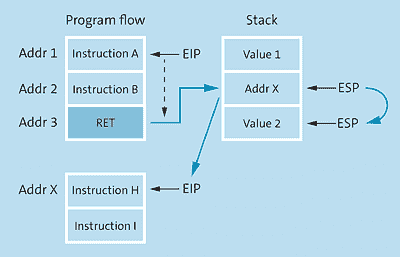 Program flow
Stack
Addr 1
Instruction A
EIP
Value 1
Addr 2
Instruction B
Addr X
ESP
Addr 3
RET
Value 2
ESP
Addr X
Instruction H
EIP
Instruction I